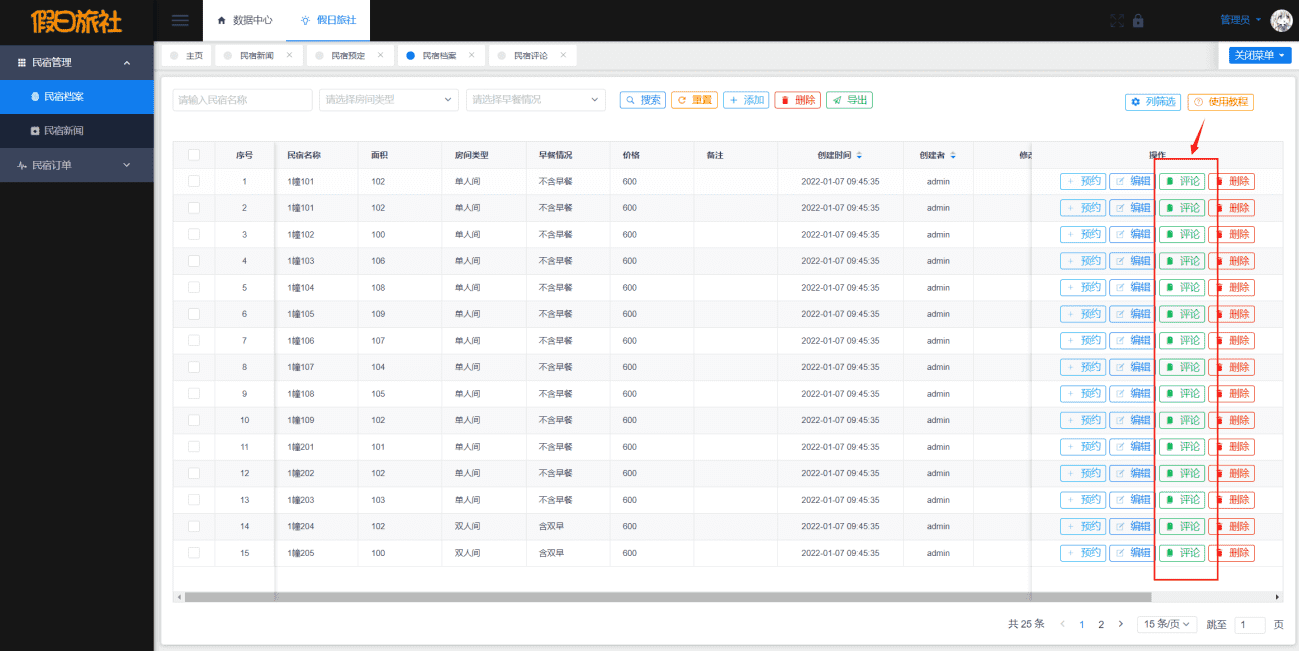 假日旅社 数据中心 假日旅社 管理员
主页 民宿新闻 民宿预定 民宿档案 民宿评论 关闭菜单
民宿管理
民宿档案
民宿新闻
民宿订单
请输入民宿名称 请选择房间类型 请选择早餐情况 搜索 重置 添加 删除 导出 列筛选 使用教程
序号 民宿名称 面积 房间类型 早餐情况 价格 备注 创建时间 创建者 修改 操作
1 1幢101 102 单人间 不含早餐 600 2022-01-07 09:45:35 admin 预约 编辑 评论 删除
2 1幢101 102 单人间 不含早餐 600 2022-01-07 09:45:35 admin 预约 编辑 评论 删除
3 1幢102 100 单人间 不含早餐 600 2022-01-07 09:45:35 admin 预约 编辑 评论 删除
4 1幢103 106 单人间 不含早餐 600 2022-01-07 09:45:35 admin 预约 编辑 评论 删除
5 1幢104 108 单人间 不含早餐 600 2022-01-07 09:45:35 admin 预约 编辑 评论 删除
6 1幢105 109 单人间 不含早餐 600 2022-01-07 09:45:35 admin 预约 编辑 评论 删除
7 1幢106 107 单人间 不含早餐 600 2022-01-07 09:45:35 admin 预约 编辑 评论 删除
8 1幢107 104 单人间 不含早餐 600 2022-01-07 09:45:35 admin 预约 编辑 评论 删除
9 1幢108 105 单人间 不含早餐 600 2022-01-07 09:45:35 admin 预约 编辑 评论 删除
10 1幢109 102 单人间 不含早餐 600 2022-01-07 09:45:35 admin 预约 编辑 评论 删除
11 1幢201 101 单人间 不含早餐 600 2022-01-07 09:45:35 admin 预约 编辑 评论 删除
12 1幢202 102 单人间 不含早餐 600 2022-01-07 09:45:35 admin 预约 编辑 评论 删除
13 1幢203 103 单人间 不含早餐 600 2022-01-07 09:45:35 admin 预约 编辑 评论 删除
14 1幢204 102 双人间 含双早 600 2022-01-07 09:45:35 admin 预约 编辑 评论 删除
15 1幢205 100 双人间 含双早 600 2022-01-07 09:45:35 admin 预约 编辑 评论 删除
共 25 条 1 2 15 条/页 跳至 1 页